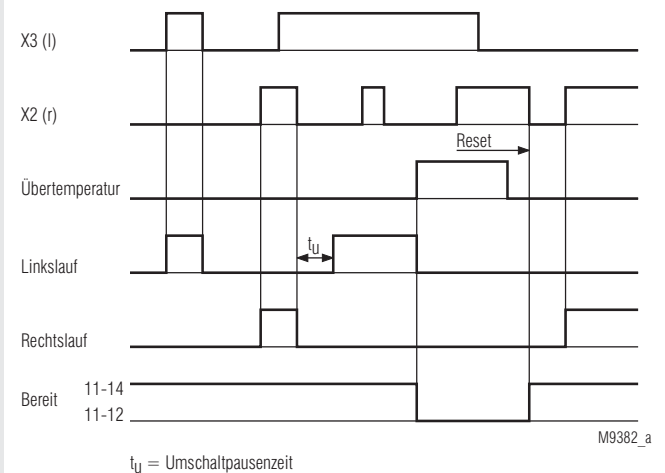 X3 (l)
X2 (r)
Reset
Übertemperatur
tu
Linkslauf
Rechtslauf
Bereit 11-14
11-12
M9382_a
tu = Umschaltpausenzeit